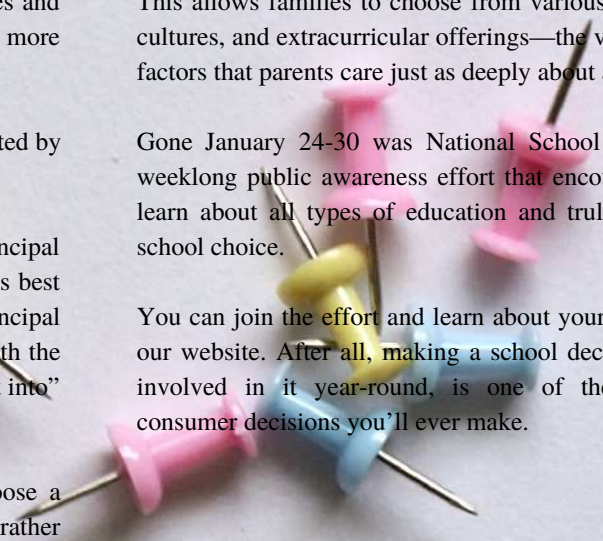 es and
more
ted by
ncipal
s best
ncipal
th the
into”
ose a
rather
This allows families to choose from various
cultures, and extracurricular offerings—the v
factors that parents care just as deeply about a
Gone January 24-30 was National School
weeklong public awareness effort that encou
learn about all types of education and trul
school choice.
You can join the effort and learn about your
our website. After all, making a school dec
involved in it year-round, is one of the
consumer decisions you’ll ever make.